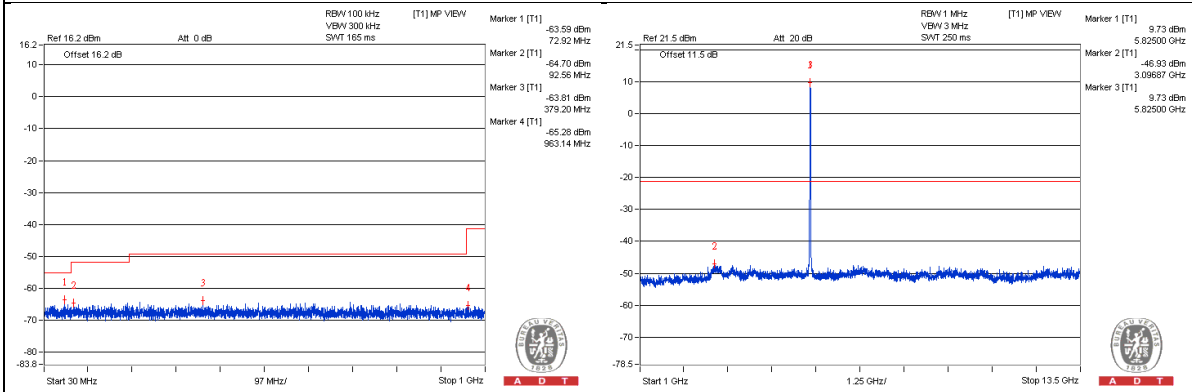 RBW 100 kHz [T1] MP VIEW
VBW 300 kHz
Ref 16.2 dBm Att 0 dB SWT 165 ms
Offset 16.2 dB
16.2
10
0
-10
-20
-30
-40
-50
-60
-70
-80
-83.8
1
2
3
4
Start 30 MHz 97 MHz/ Stop 1 GHz
Marker 1 [T1]
-63.59 dBm
72.92 MHz
Marker 2 [T1]
-64.70 dBm
92.56 MHz
Marker 3 [T1]
-63.81 dBm
379.20 MHz
Marker 4 [T1]
-65.28 dBm
963.14 MHz
BUREAU VERITAS
1828
A D T
RBW 1 MHz [T1] MP VIEW
VBW 3 MHz
Ref 21.5 dBm Att 20 dB SWT 250 ms
Offset 11.5 dB
21.5
10
0
-10
-20
-30
-40
-50
-60
-70
-78.5
2
3
Start 1 GHz 1.25 GHz/ Stop 13.5 GHz
Marker 1 [T1]
9.73 dBm
5.82500 GHz
Marker 2 [T1]
-46.93 dBm
3.09687 GHz
Marker 3 [T1]
9.73 dBm
5.82500 GHz
BUREAU VERITAS
1828
A D T